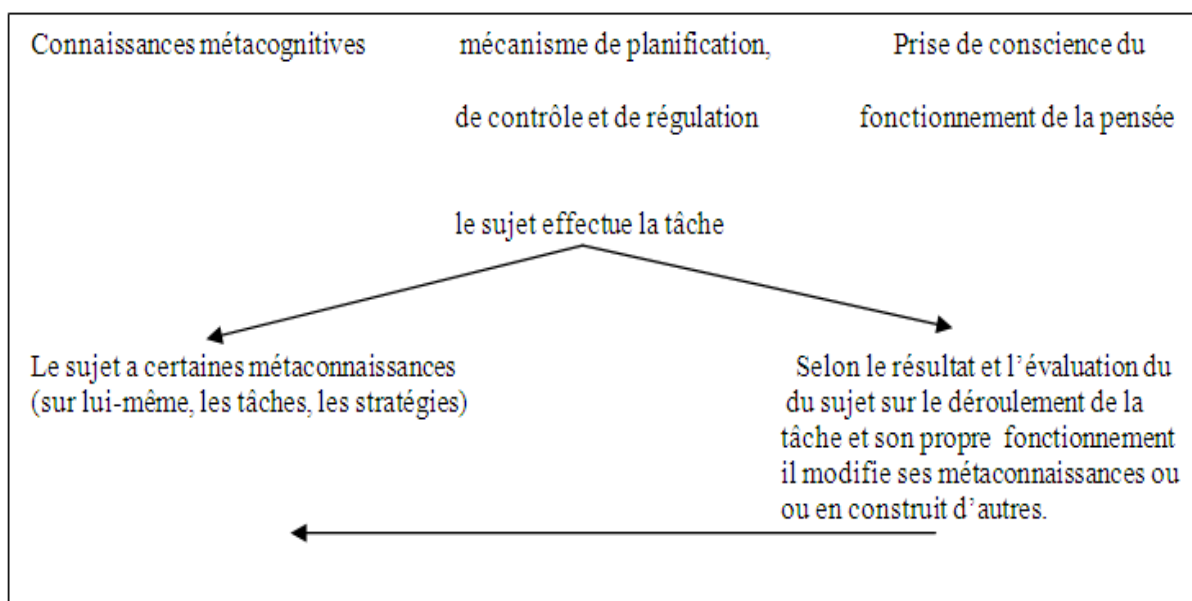 Connaissances métacognitives mécanisme de planification, Prise de conscience du
de contrôle et de régulation fonctionnement de la pensée
le sujet effectue la tâche
Le sujet a certaines métaconnaissances
(sur lui-même, les tâches, les stratégies)
Selon le résultat et l’évaluation du
du sujet sur le déroulement de la
tâche et son propre fonctionnement
il modifie ses métaconnaissances ou
ou en construit d’autres.